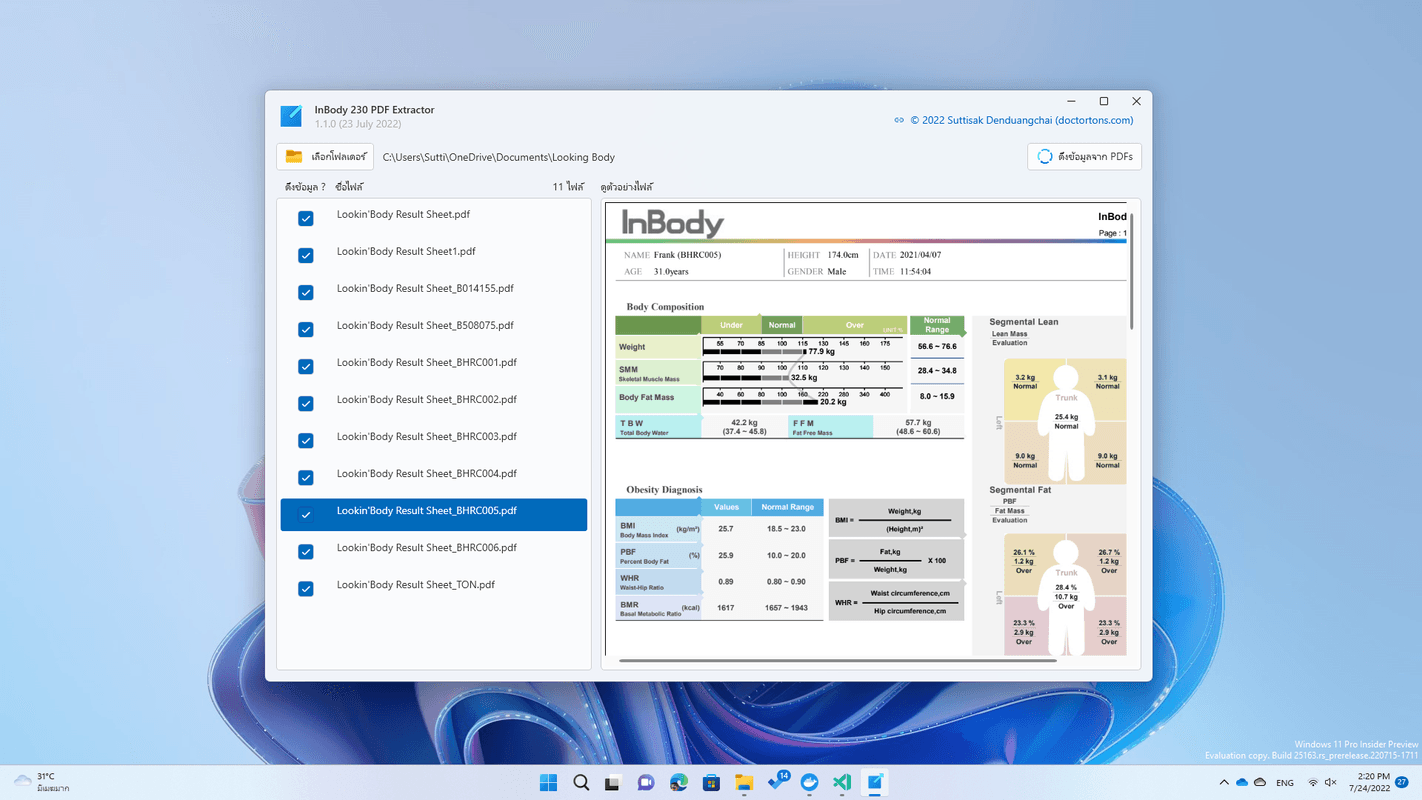 InBody 230 PDF Extractor
1.1.0 (23 July 2022)
© 2022 Suttisak Denduangchai (doctortons.com)
เลือกโฟลเดอร์
C:\Users\Sutti\OneDrive\Documents\Looking Body
ดึงข้อมูลจาก PDFs
ดึงข้อมูล ? ชื่อไฟล์ 11 ไฟล์
ดูตัวอย่างไฟล์
Lookin'Body Result Sheet.pdf
Lookin'Body Result Sheet1.pdf
Lookin'Body Result Sheet_B014155.pdf
Lookin'Body Result Sheet_B508075.pdf
Lookin'Body Result Sheet_BHRC001.pdf
Lookin'Body Result Sheet_BHRC002.pdf
Lookin'Body Result Sheet_BHRC003.pdf
Lookin'Body Result Sheet_BHRC004.pdf
Lookin'Body Result Sheet_BHRC005.pdf
Lookin'Body Result Sheet_BHRC006.pdf
Lookin'Body Result Sheet_TON.pdf
InBody
InBod
Page : 1
NAME Frank (BHRC005) HEIGHT 174.0cm DATE 2021/04/07
AGE 31.0years GENDER Male TIME 11:54:04
Body Composition
Under Normal Over Normal Range
Weight 55 70 85 100 115 130 145 160 175
77.9 kg 56.6 ~ 76.6
SMM 70 80 90 100 110 120 130 140 150
Skeletal Muscle Mass 32.5 kg 28.4 ~ 34.8
Body Fat Mass 40 60 80 100 160 220 280 340 400
20.2 kg 8.0 ~ 15.9
T B W 42.2 kg F F M 57.7 kg
Total Body Water (37.4 ~ 45.8) Fat Free Mass (48.6 ~ 60.6)
Segmental Lean
Lean Mass
Evaluation
3.2 kg 3.1 kg
Normal Normal
Trunk
25.4 kg
Normal
Left
9.0 kg 9.0 kg
Normal Normal
Obesity Diagnosis
Values Normal Range
BMI (kg/m²) 25.7 18.5 ~ 23.0
Body Mass Index
PBF (%) 25.9 10.0 ~ 20.0
Percent Body Fat
WHR 0.89 0.80 ~ 0.90
Waist-Hip Ratio
BMR (kcal) 1617 1657 ~ 1943
Basal Metabolic Ratio
Weight,kg
BMI =
(Height,m)²
Fat,kg
PBF = X 100
Weight,kg
Waist circumference,cm
WHR =
Hip circumference,cm
Segmental Fat
PBF
Fat Mass
Evaluation
26.1 % 26.7 %
1.2 kg 1.2 kg
Over Over
Trunk
28.4 %
10.7 kg
Over
Left
23.3 % 23.3 %
2.9 kg 2.9 kg
Over Over
Windows 11 Pro Insider Preview
Evaluation copy. Build 25163.rs_prerelease.220715-1711
31°C
มีเมฆมาก
14
ENG
2:20 PM
7/24/2022
27